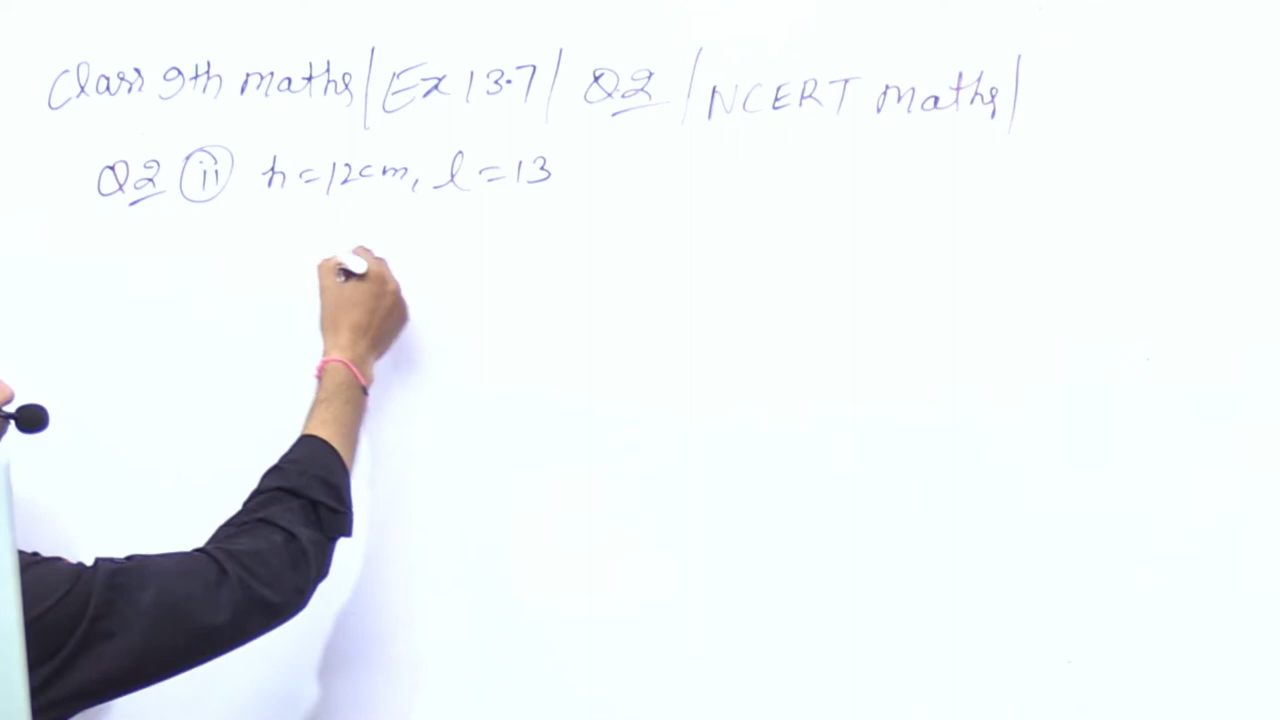 Class 9th maths | Ex 13.7 | Q2 | NCERT maths |
Q2 (ii) h = 12cm, l = 13